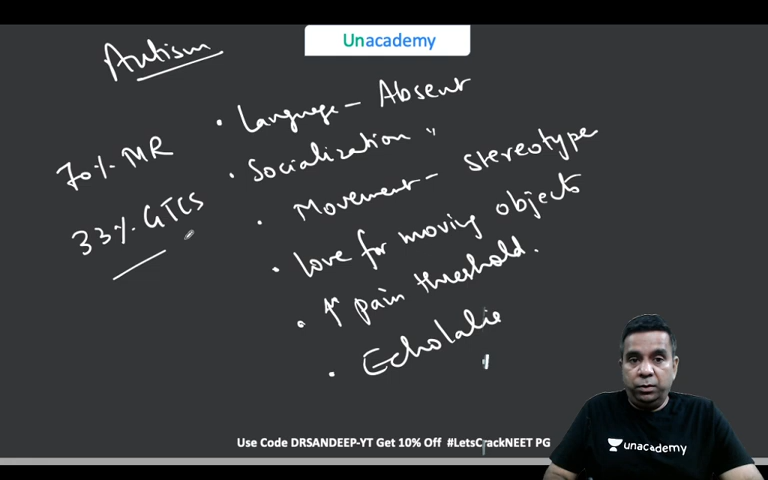 Unacademy
Autism
70% MR
33% GTCS
• Language - Absent
• Socialization "
• Movement - Stereotype
• love for moving objects
• ↑ pain threshold.
• Echolalie
Use Code DRSANDEEP-YT Get 10% Off #LetsCrackNEET PG
unacademy